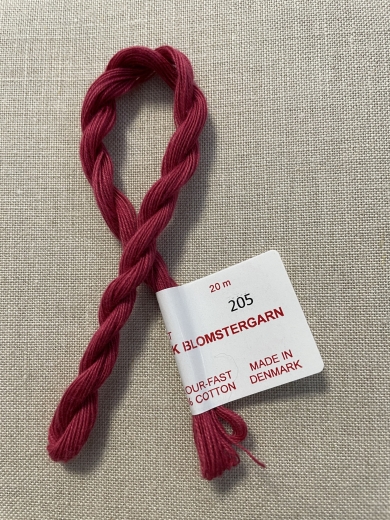 20 m
205
K BLOMSTERGARN
OUR-FAST
% COTTON
MADE IN
DENMARK